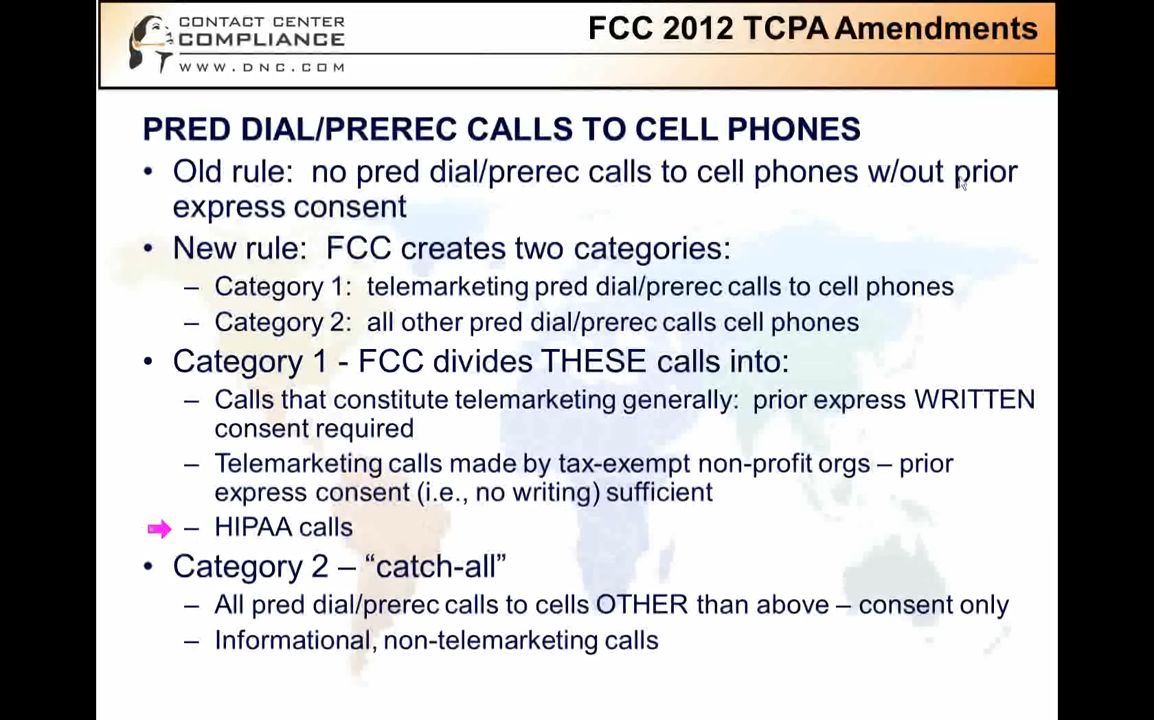 CONTACT CENTER
COMPLIANCE
WWW.DNC.COM
FCC 2012 TCPA Amendments
PRED DIAL/PREREC CALLS TO CELL PHONES
• Old rule: no pred dial/prerec calls to cell phones w/out prior
express consent
• New rule: FCC creates two categories:
– Category 1: telemarketing pred dial/prerec calls to cell phones
– Category 2: all other pred dial/prerec calls cell phones
• Category 1 - FCC divides THESE calls into:
– Calls that constitute telemarketing generally: prior express WRITTEN
consent required
– Telemarketing calls made by tax-exempt non-profit orgs – prior
express consent (i.e., no writing) sufficient
– HIPAA calls
• Category 2 – “catch-all”
– All pred dial/prerec calls to cells OTHER than above – consent only
– Informational, non-telemarketing calls